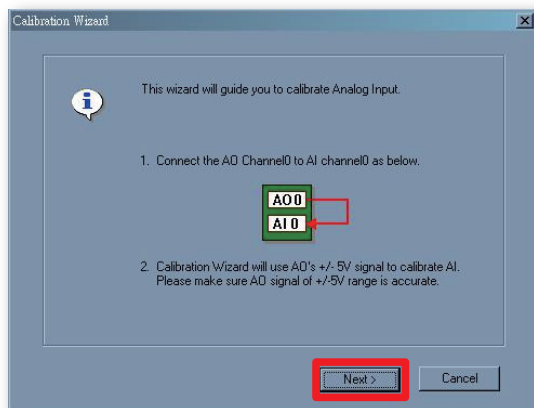 Calibration Wizard
This wizard will guide you to calibrate Analog Input.
1. Connect the AO Channel0 to AI channel0 as below.
AO 0
AI 0
2. Calibration Wizard will use AO's +/- 5V signal to calibrate AI.
Please make sure AO signal of +/-5V range is accurate.
Next >
Cancel